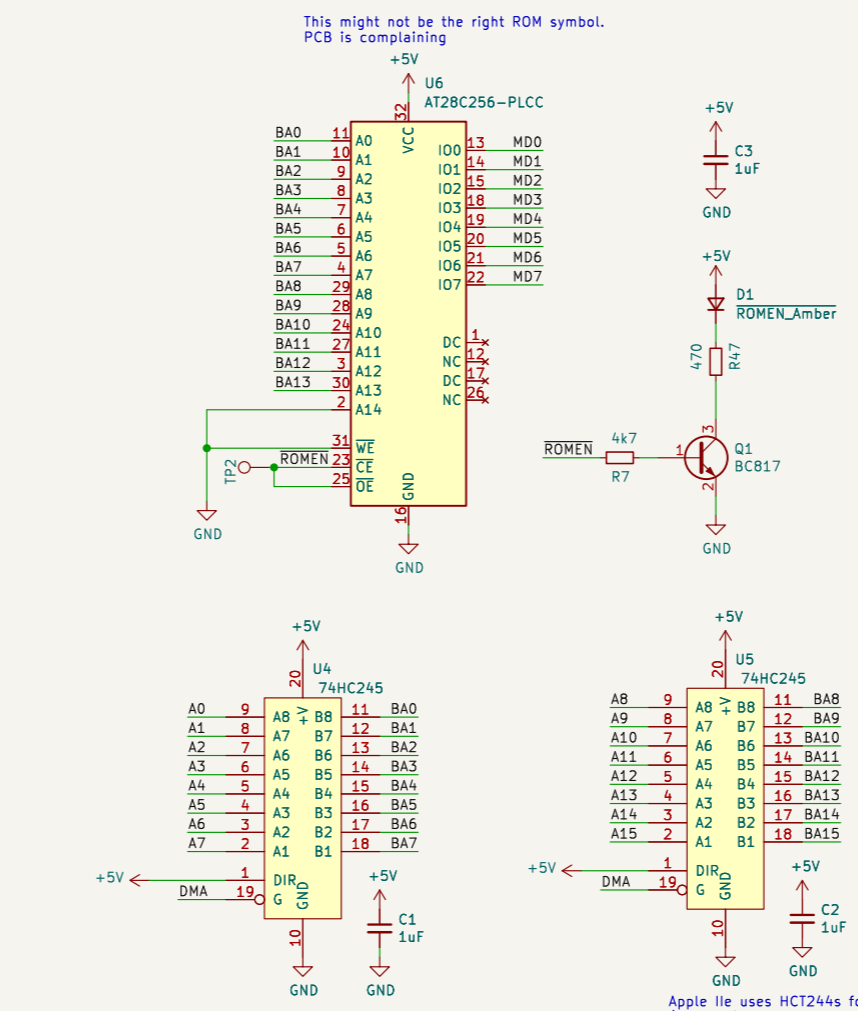 This might not be the right ROM symbol.
PCB is complaining
+5V
U6
AT28C256-PLCC
32
VCC
BA0 11 A0
BA1 10 A1
BA2 9 A2
BA3 8 A3
BA4 7 A4
BA5 6 A5
BA6 5 A6
BA7 4 A7
BA8 29 A8
BA9 28 A9
BA10 24 A10
BA11 27 A11
BA12 3 A12
BA13 30 A13
2 A14
31 WE
ROMEN 23 CE
25 OE
TP2
GND
IO0 13 MD0
IO1 14 MD1
IO2 15 MD2
IO3 18 MD3
IO4 19 MD4
IO5 20 MD5
IO6 21 MD6
IO7 22 MD7
DC 1
NC 12
DC 17
NC 26
GND
16
GND
+5V
C3
1uF
GND
+5V
D1
ROMEN_Amber
470
R47
3
ROMEN
4k7
R7
1
Q1
BC817
2
GND
+5V
20
U4
74HC245
+V
A0 9 A8 B8 11 BA0
A1 8 A7 B7 12 BA1
A2 7 A6 B6 13 BA2
A3 6 A5 B5 14 BA3
A4 5 A4 B4 15 BA4
A5 4 A3 B3 16 BA5
A6 3 A2 B2 17 BA6
A7 2 A1 B1 18 BA7
+5V 1 DIR
DMA 19 G
GND
10
GND
+5V
C1
1uF
GND
+5V
20
U5
74HC245
+V
A8 9 A8 B8 11 BA8
A9 8 A7 B7 12 BA9
A10 7 A6 B6 13 BA10
A11 6 A5 B5 14 BA11
A12 5 A4 B4 15 BA12
A13 4 A3 B3 16 BA13
A14 3 A2 B2 17 BA14
A15 2 A1 B1 18 BA15
+5V 1 DIR
DMA 19 G
GND
10
GND
+5V
C2
1uF
GND
Apple IIe uses HCT244s